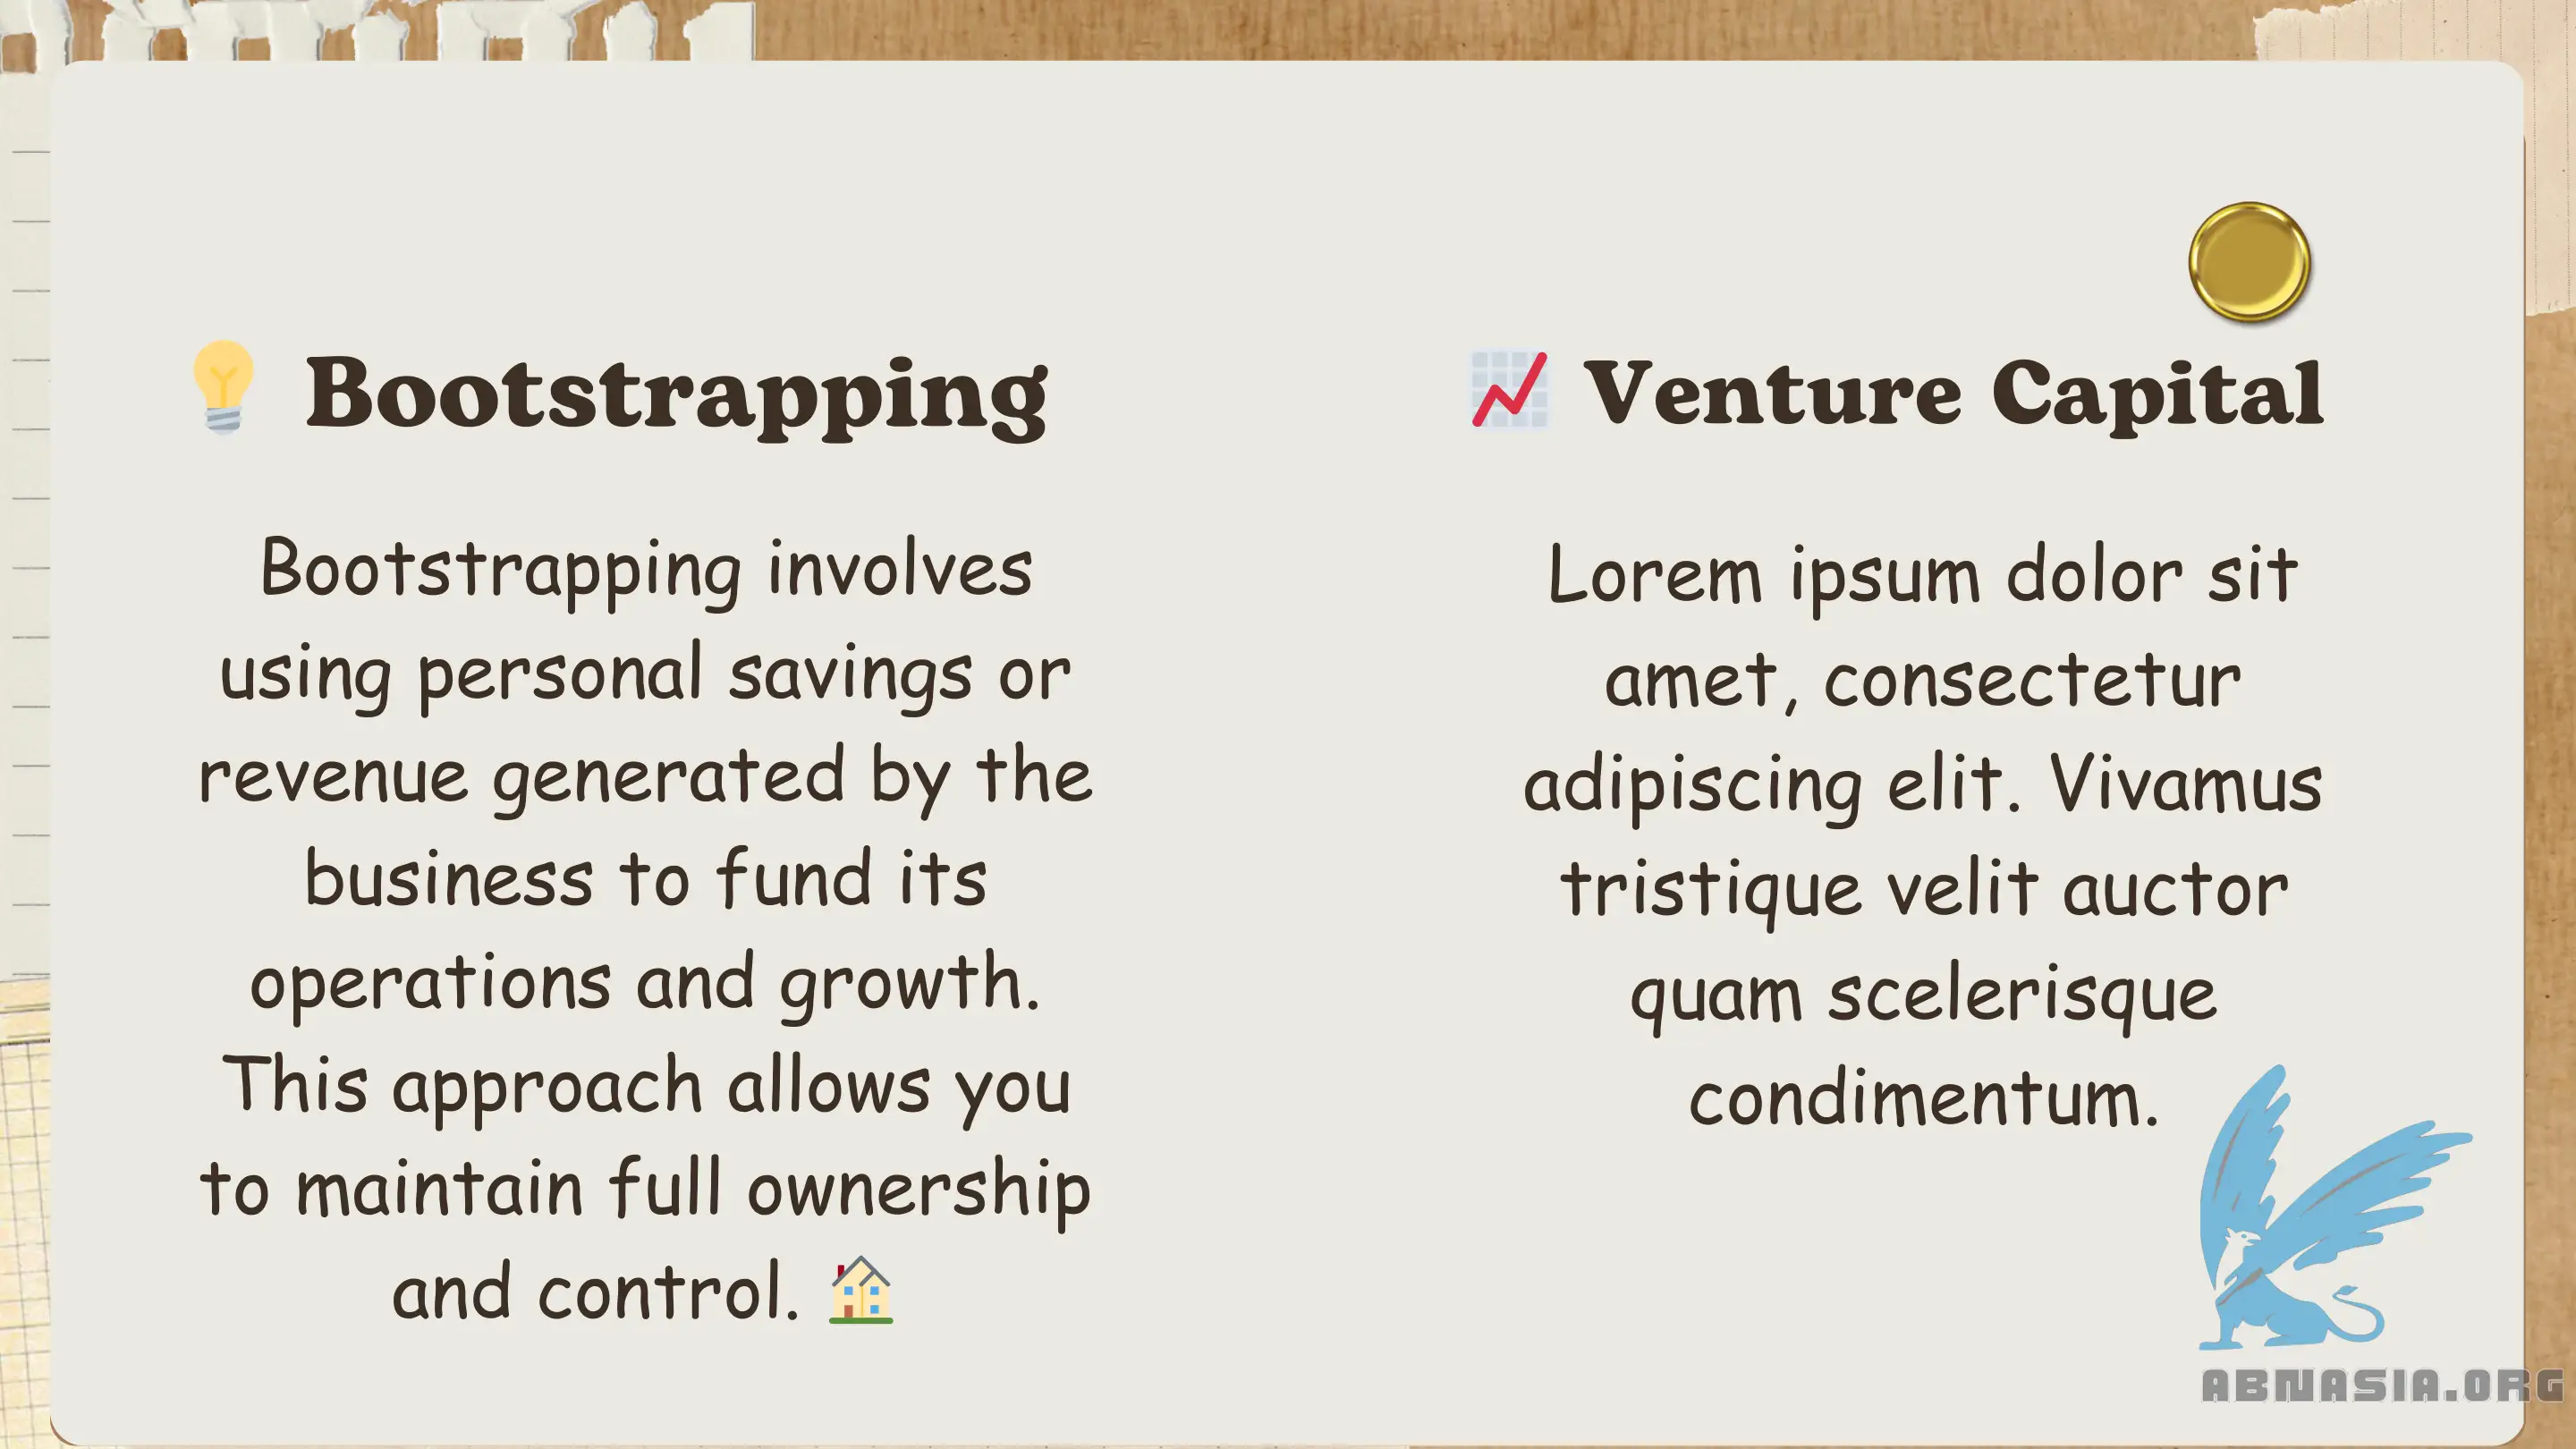 💡 Bootstrapping
Bootstrapping involves
using personal savings or
revenue generated by the
business to fund its
operations and growth.
This approach allows you
to maintain full ownership
and control. 🏠
📈 Venture Capital
Lorem ipsum dolor sit
amet, consectetur
adipiscing elit. Vivamus
tristique velit auctor
quam scelerisque
condimentum.
ABNASIA.ORG